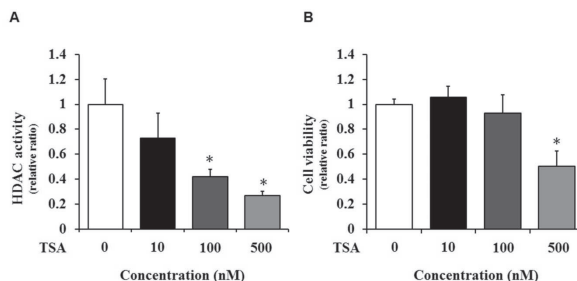 A
HDAC activity
(relative ratio)
1.4
1.2
1
0.8
0.6
0.4
0.2
0
*
*
TSA 0 10 100 500
Concentration (nM)
B
Cell viability
(relative ratio)
1.4
1.2
1
0.8
0.6
0.4
0.2
0
*
TSA 0 10 100 500
Concentration (nM)